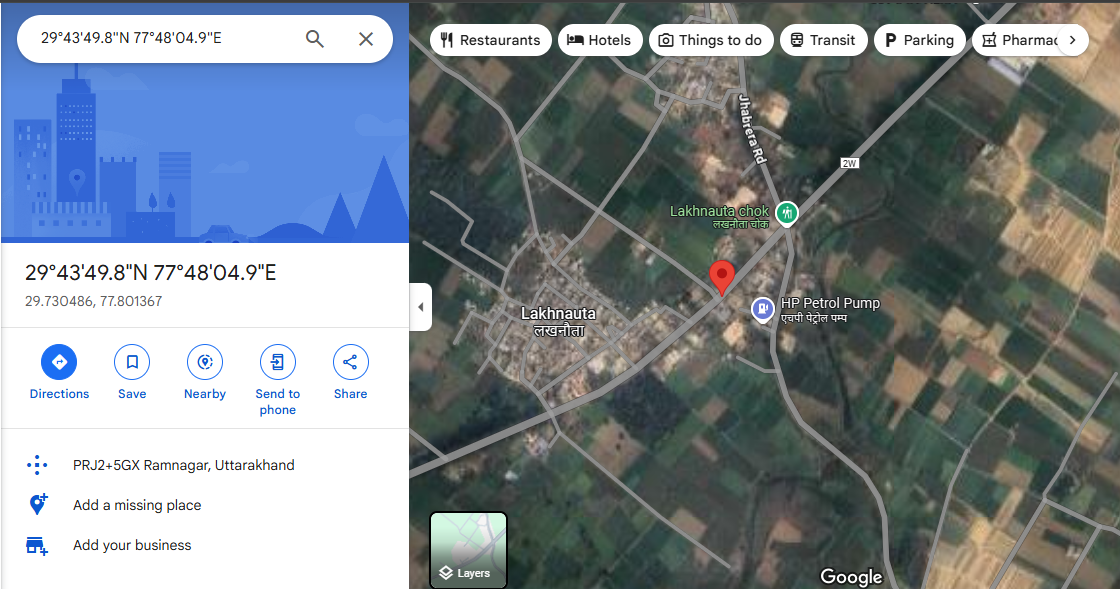 29°43'49.8"N 77°48'04.9"E
Restaurants
Hotels
Things to do
Transit
Parking
Pharmac
Jhabrera Rd
2W
Lakhnauta chok
लखनौता चोक
HP Petrol Pump
एचपी पेट्रोल पम्प
Lakhnauta
लखनौता
29°43'49.8"N 77°48'04.9"E
29.730486, 77.801367
Directions
Save
Nearby
Send to
phone
Share
PRJ2+5GX Ramnagar, Uttarakhand
Add a missing place
Add your business
Layers
Google